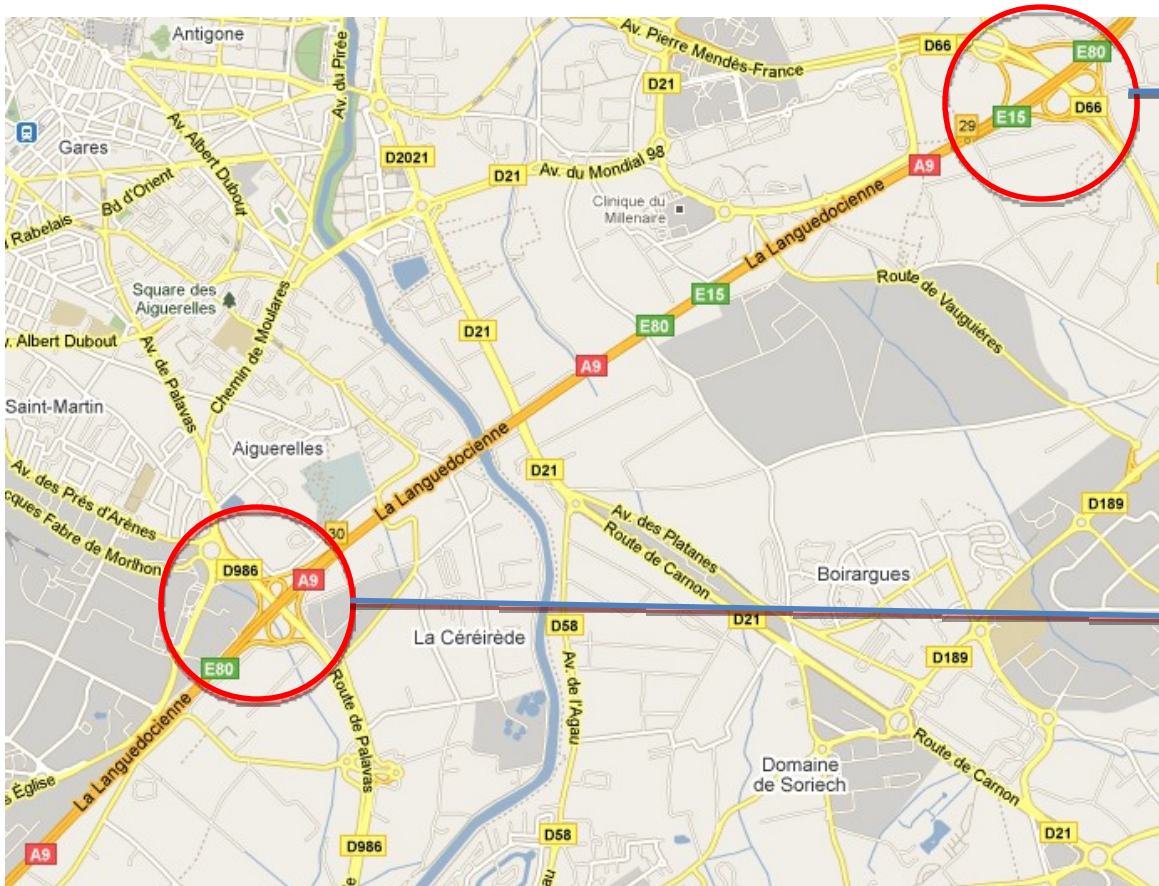 Antigone
Av. du Pirée
Av. Pierre Mendès-France
D66
E80
D21
D66
E15
29
Gares
Av. Albert Dubout
D2021
D21
Av. du Mondial 98
A9
Bd d'Orient
Rabelais
Clinique du
Millenaire
La Languedocienne
Square des
Aiguerelles
Route de Vauguières
E15
E80
D21
Albert Dubout
Av. de Palavas
Chemin de Moulares
A9
Saint-Martin
Aiguerelles
La Languedocienne
D21
Av. des Prés d'Arènes
cques Fabre de Morlhon
D189
Av. des Platanes
Route de Carnon
30
D986
A9
Boirargues
D21
La Céréirède
D58
D189
E80
Route de Palavas
Av. de l'Agau
Route de Carnon
La Languedocienne
Domaine
de Soriech
s Église
D58
D21
D986
A9